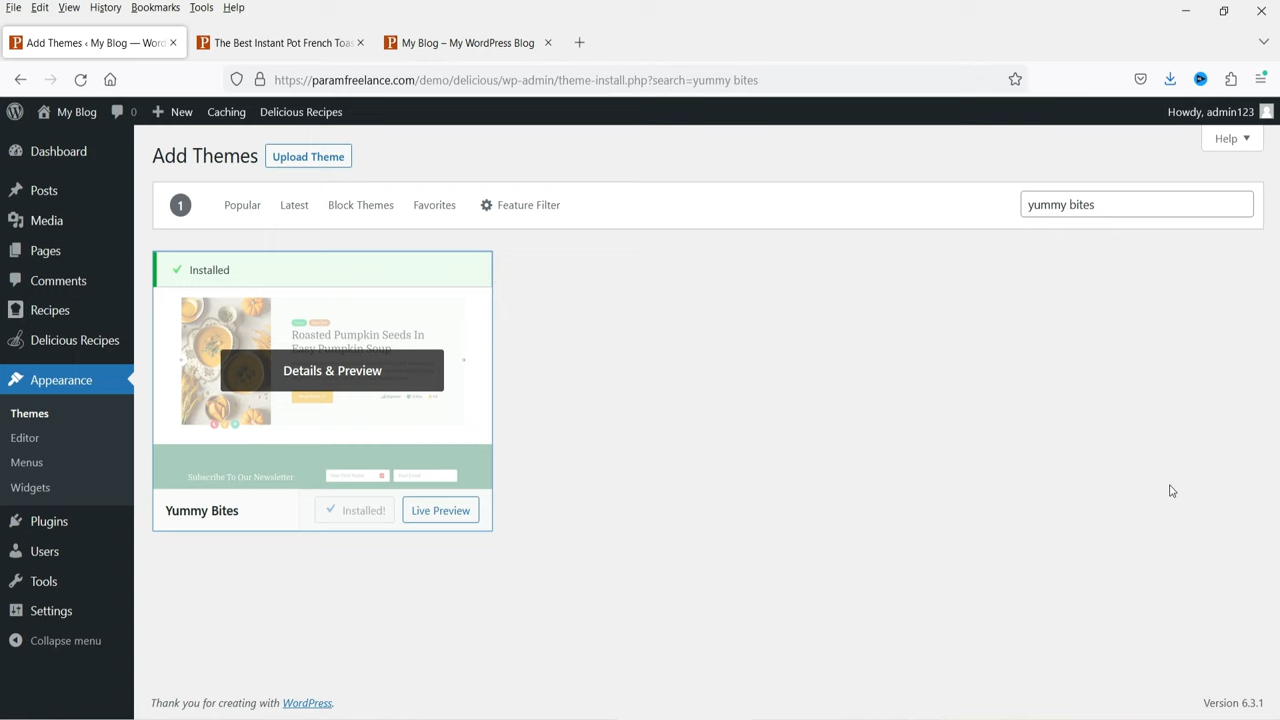 File Edit View History Bookmarks Tools Help
Add Themes ‹ My Blog — Word
The Best Instant Pot French Toas
My Blog – My WordPress Blog
https://paramfreelance.com/demo/delicious/wp-admin/theme-install.php?search=yummy bites
My Blog 0 New Caching Delicious Recipes Howdy, admin123
Dashboard
Posts
Media
Pages
Comments
Recipes
Delicious Recipes
Appearance
Themes
Editor
Menus
Widgets
Plugins
Users
Tools
Settings
Collapse menu
Help
Add Themes Upload Theme
1 Popular Latest Block Themes Favorites Feature Filter yummy bites
Installed
Roasted Pumpkin Seeds In
Easy Pumpkin Soup
Details & Preview
Subscribe To Our Newsletter
Yummy Bites Installed! Live Preview
Thank you for creating with WordPress. Version 6.3.1